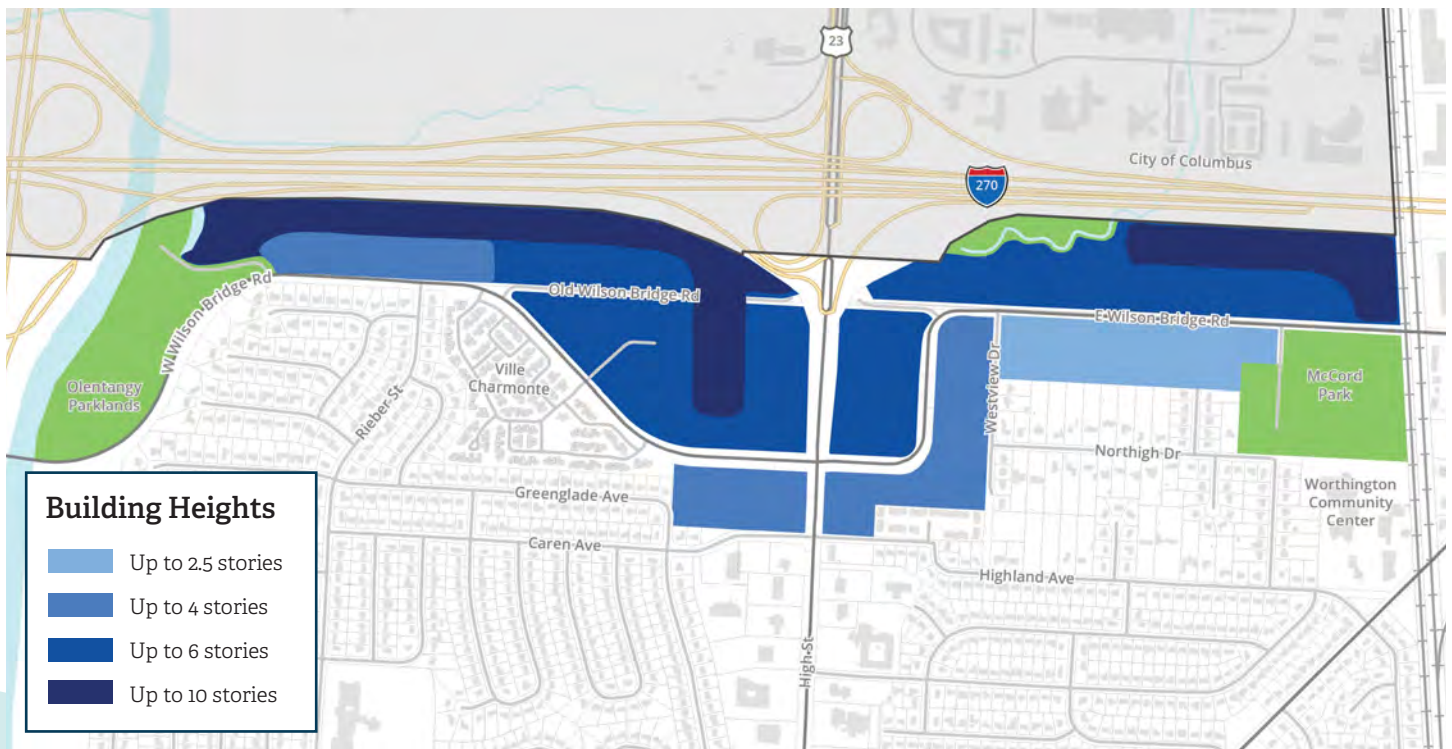 23
City of Columbus
270
Old Wilson Bridge Rd
E Wilson Bridge Rd
W Wilson Bridge Rd
Olentangy
Parklands
Rieber St
Ville
Charmonte
Westview Dr
McCord
Park
Northigh Dr
Greenglade Ave
Worthington
Community
Center
Caren Ave
Highland Ave
High St
Building Heights
Up to 2.5 stories
Up to 4 stories
Up to 6 stories
Up to 10 stories